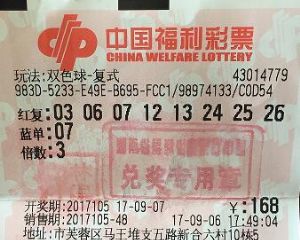 中国福利彩票
CHINA WELFARE LOTTERY
玩法:双色球-复式 43014779
983D-5233-E49E-B695-FCC1/98974133/C0D54
红复:03 06 07 12 13 24 25 26
蓝单:07
倍数:3
兑奖专用章
开奖期:2017105 17-09-07 ¥:168
销售期:2017105-48 17-09-06 17:49:04
地址:市芙蓉区马王堆支五路新合六村10栋5